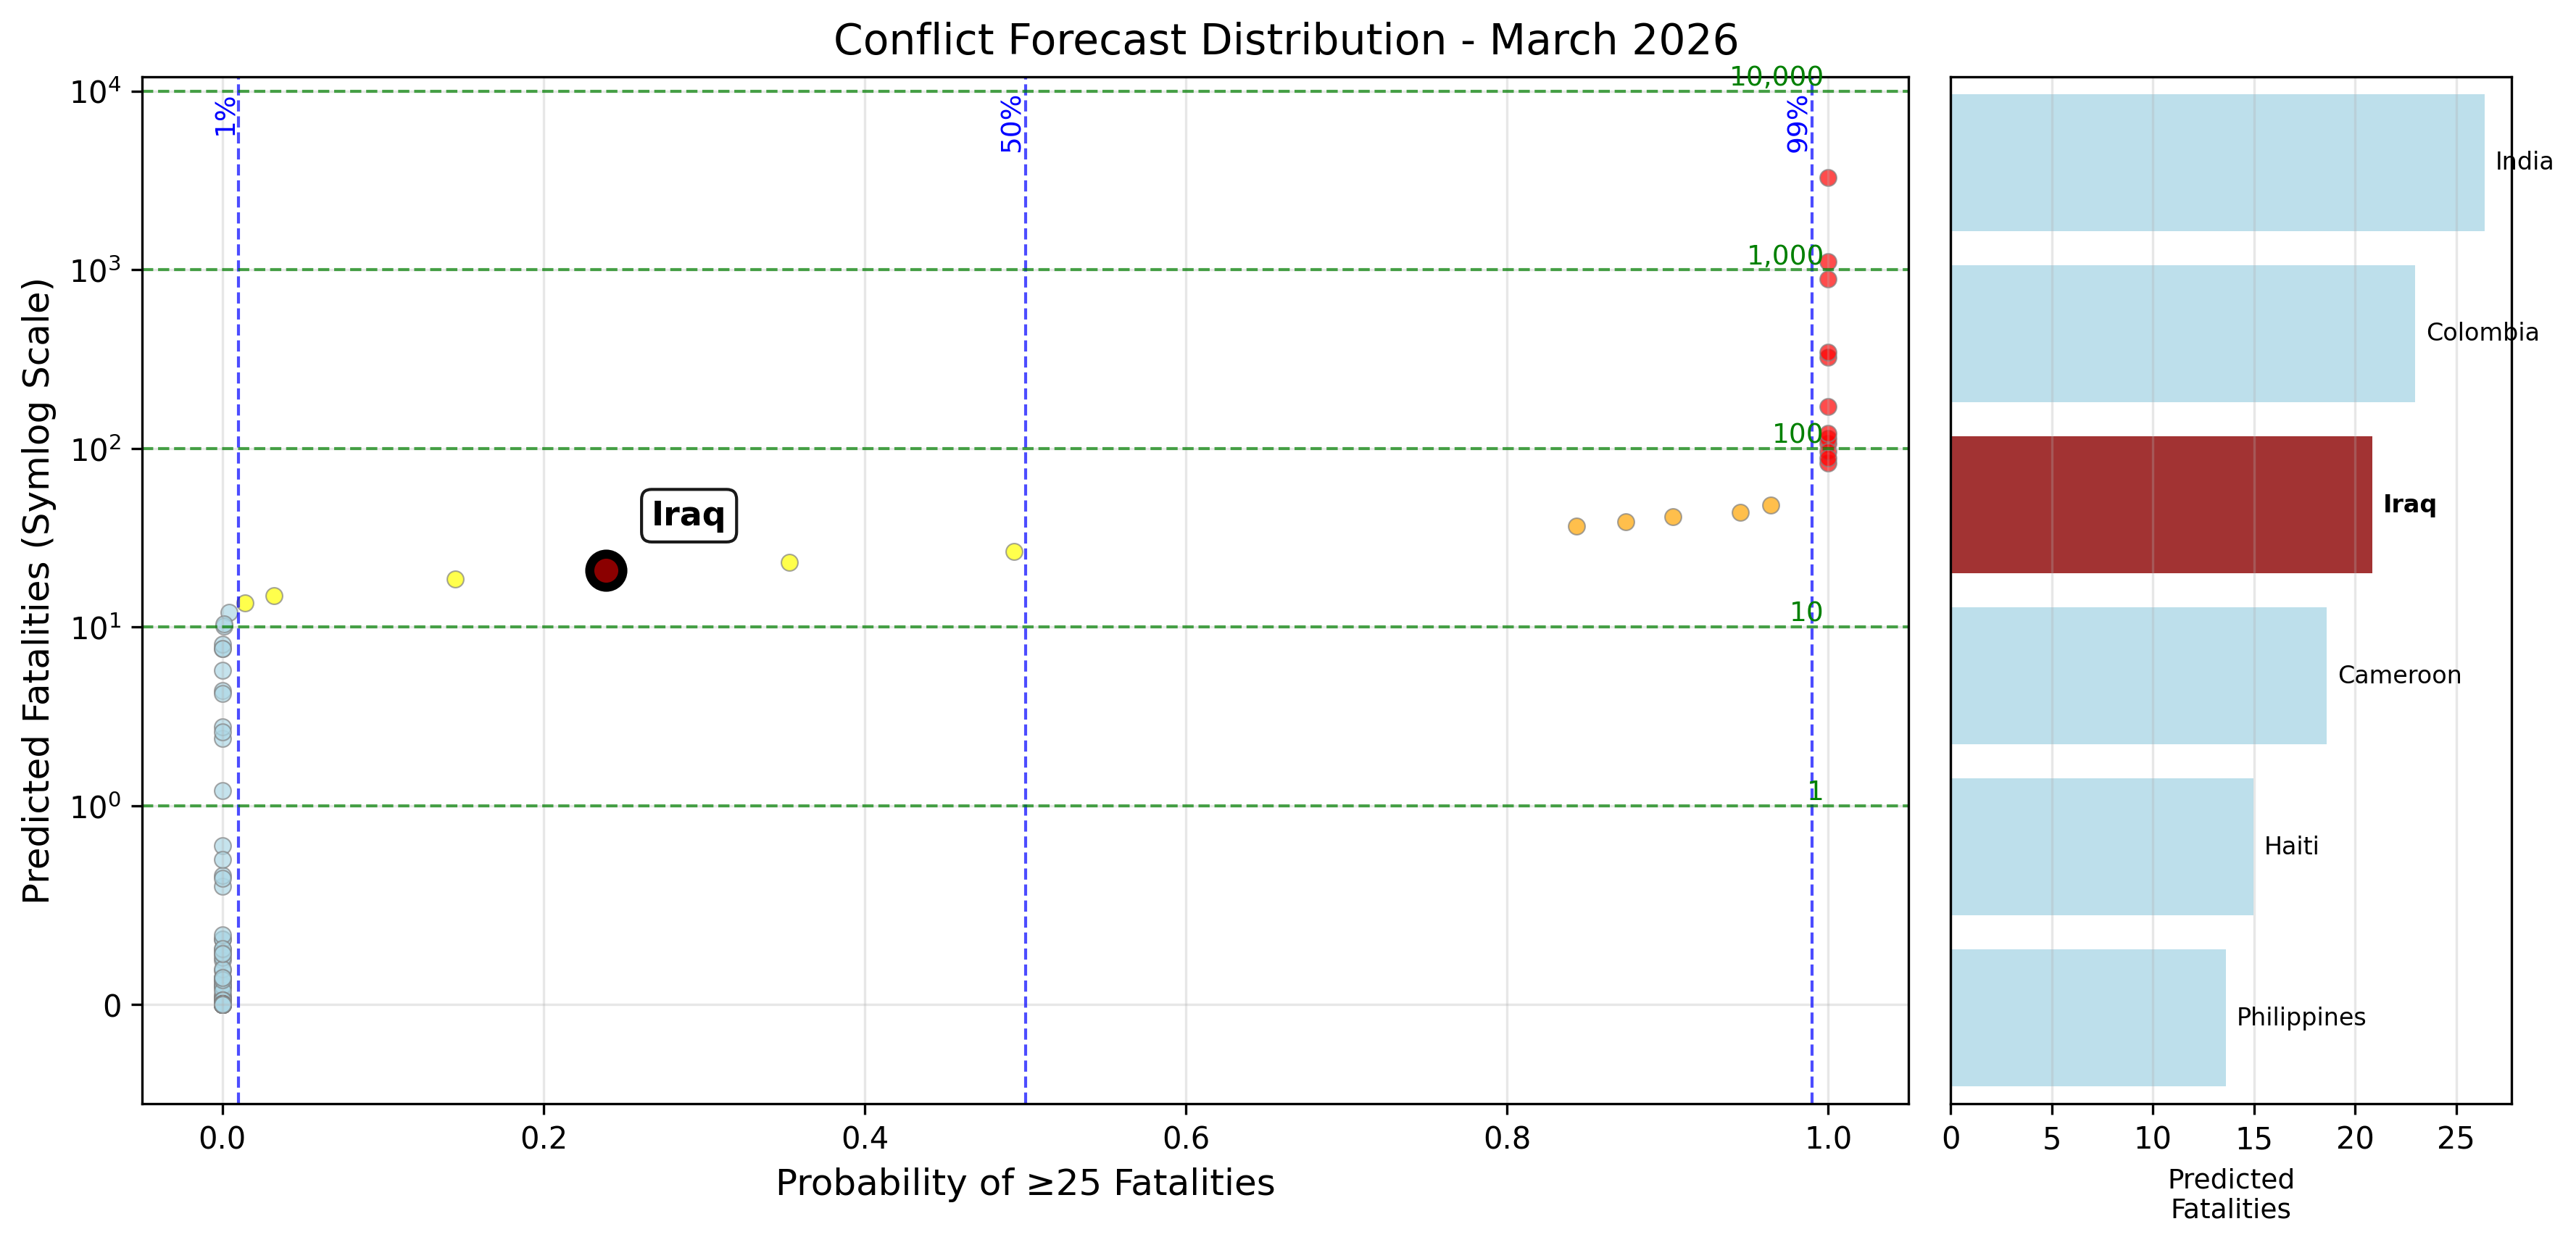 Conflict Forecast Distribution - March 2026
Predicted Fatalities (Symlog Scale)
10⁴
10³
10²
10¹
10⁰
0
1%
50%
99%
10,000
1,000
100
10
1
Iraq
0.0 0.2 0.4 0.6 0.8 1.0
Probability of ≥25 Fatalities
India
Colombia
Iraq
Cameroon
Haiti
Philippines
0 5 10 15 20 25
Predicted
Fatalities